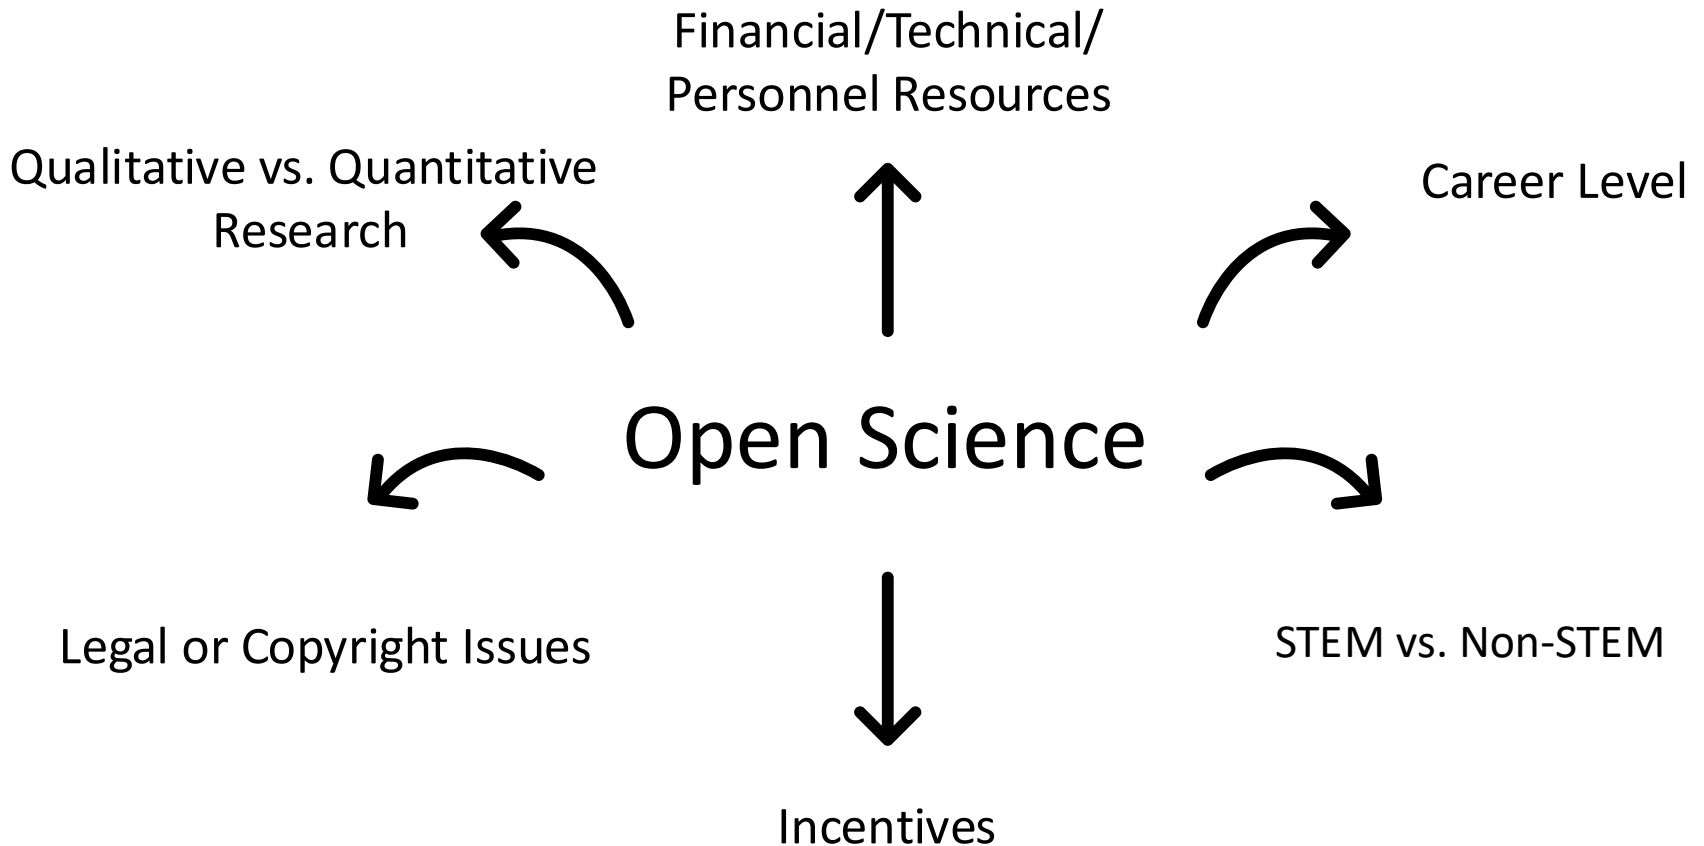 Financial/Technical/
Personnel Resources
Qualitative vs. Quantitative
Research
Career Level
Open Science
Legal or Copyright Issues
STEM vs. Non-STEM
Incentives